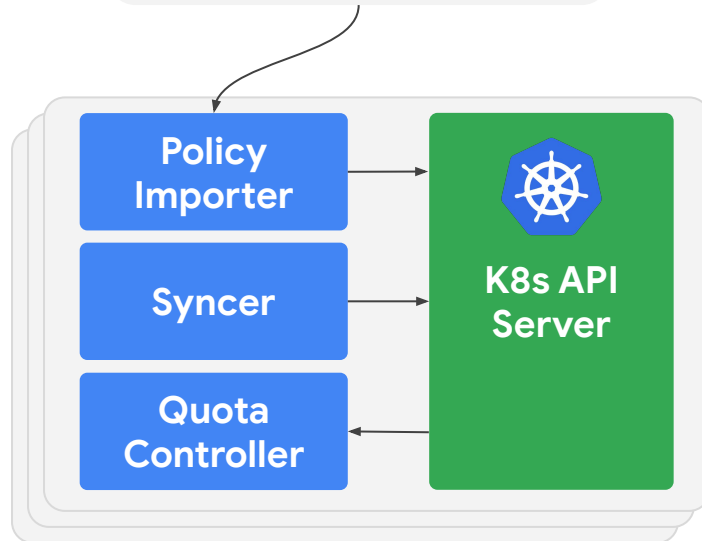 Policy
Importer
Syncer
Quota
Controller
K8s API
Server